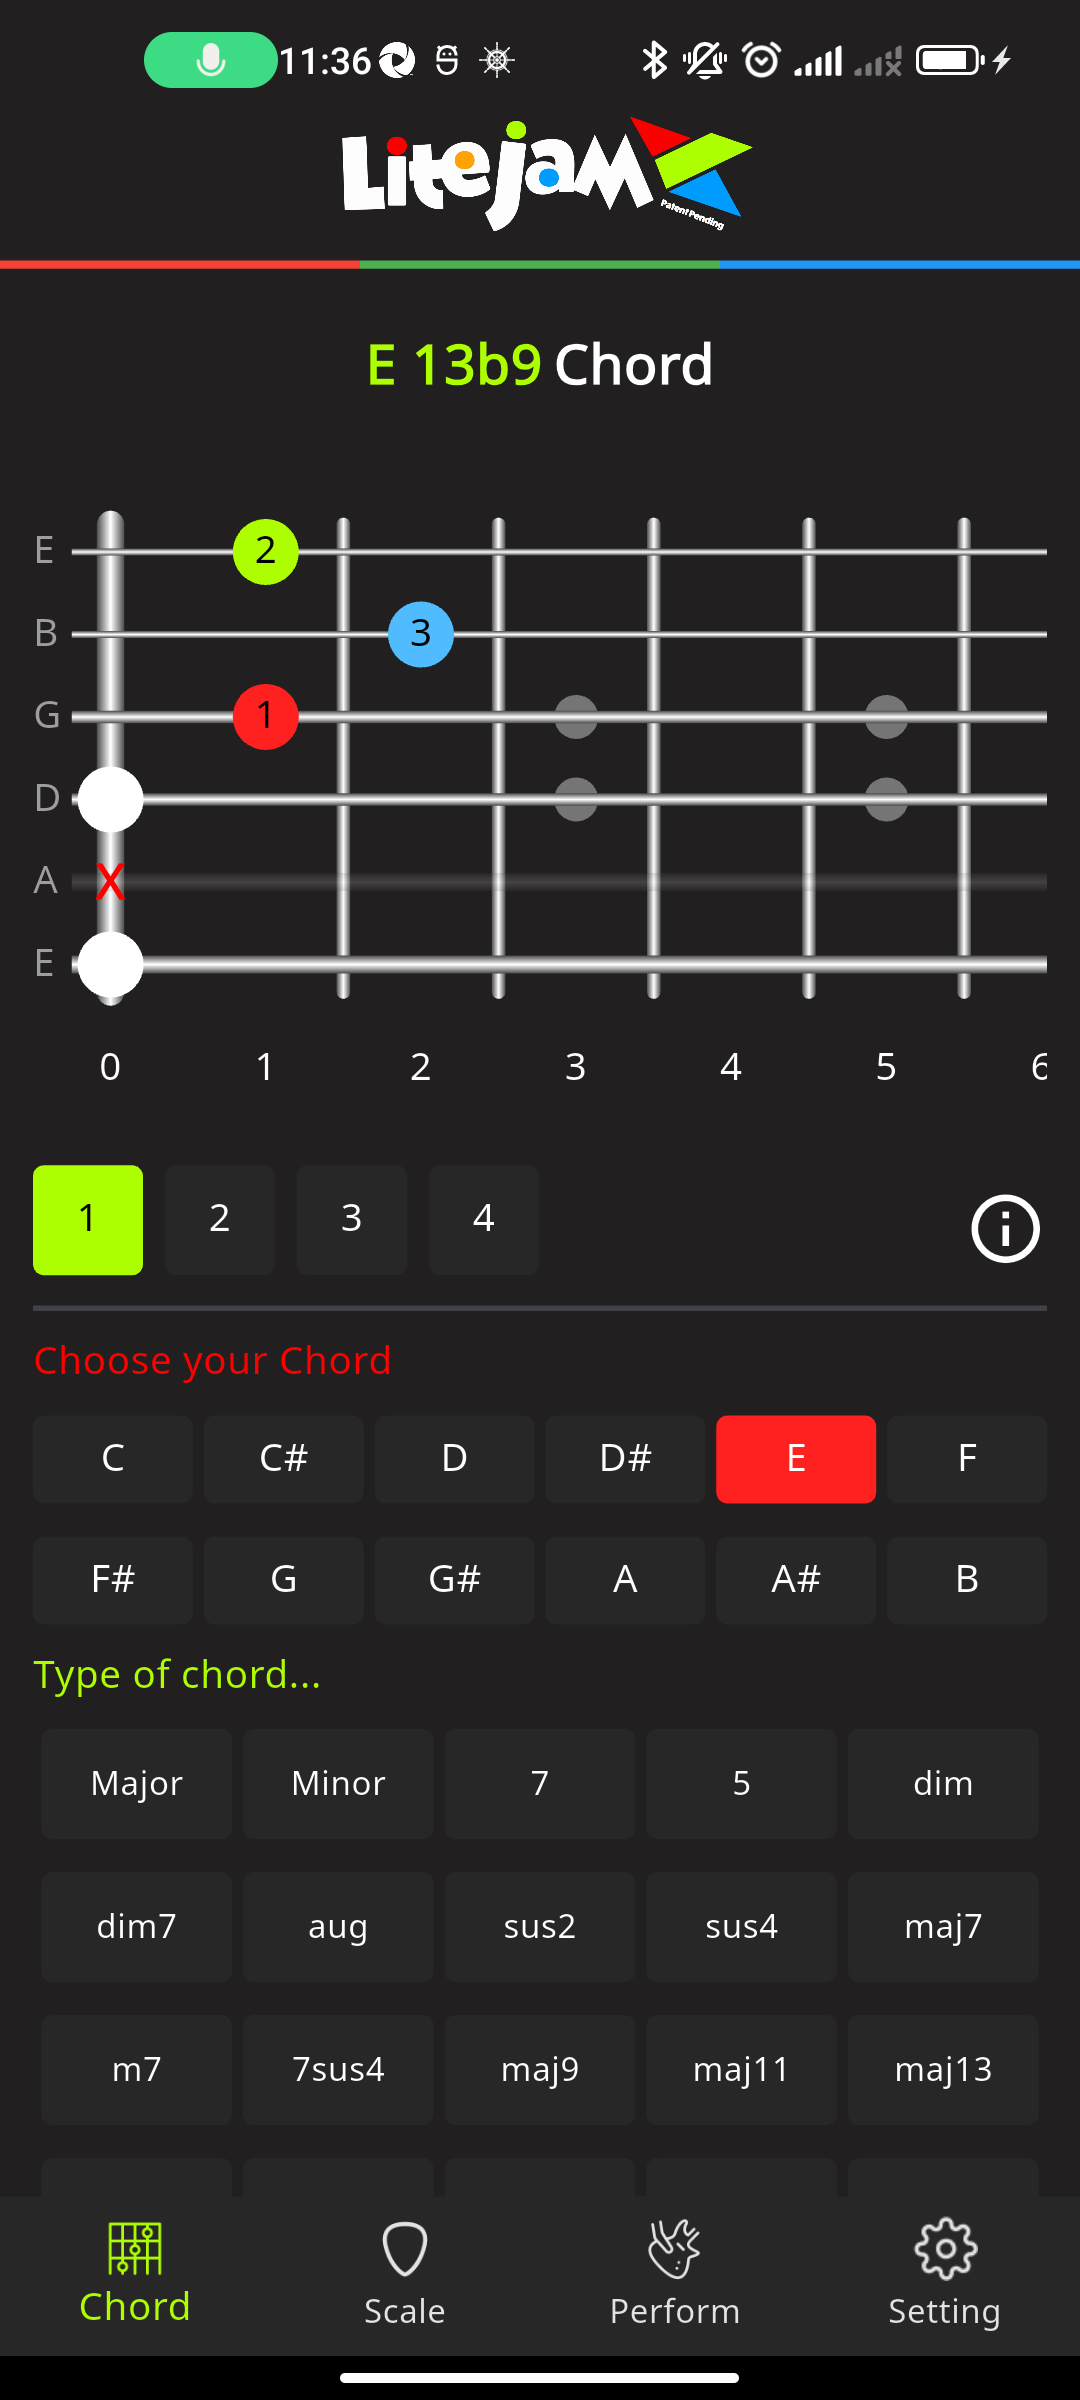 11:36
Litejam
Patent Pending
E 13b9 Chord
E 2
B 3
G 1
D
A X
E
0 1 2 3 4 5 6
1 2 3 4 i
Choose your Chord
C C# D D# E F
F# G G# A A# B
Type of chord...
Major Minor 7 5 dim
dim7 aug sus2 sus4 maj7
m7 7sus4 maj9 maj11 maj13
Chord Scale Perform Setting